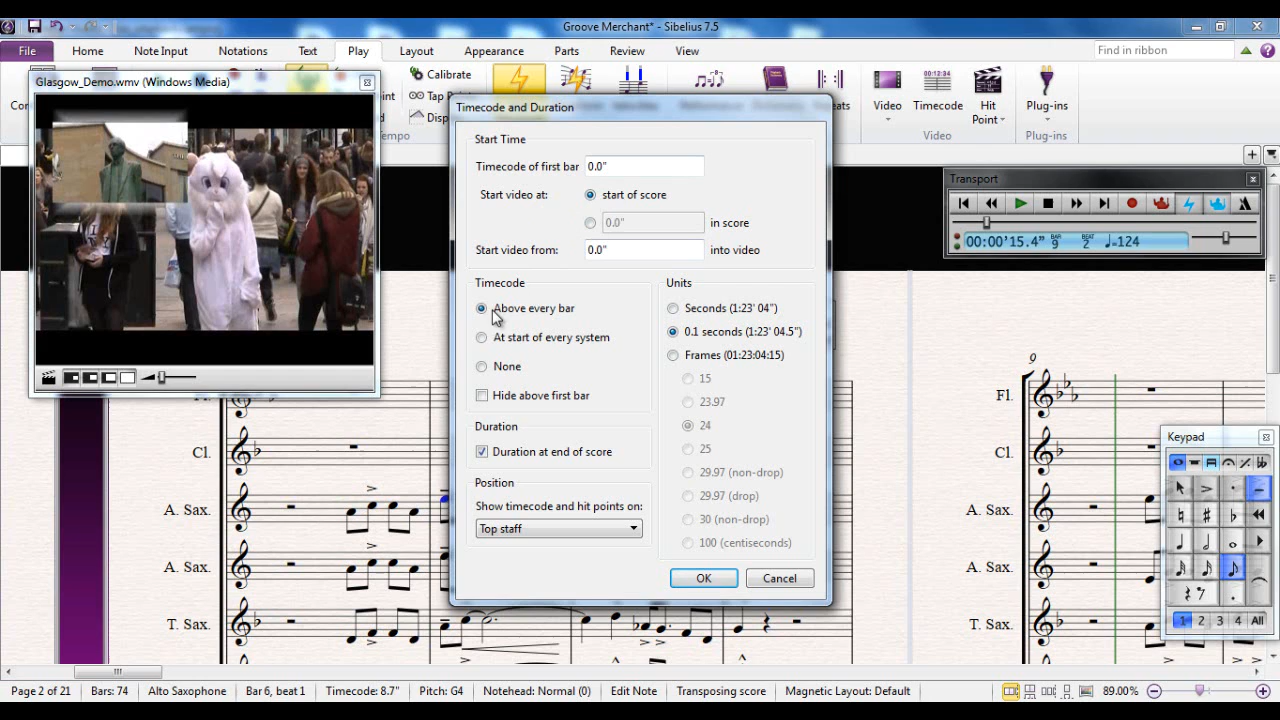 Groove Merchant* - Sibelius 7.5
File Home Note Input Notations Text Play Layout Appearance Parts Review View Find in ribbon
Glasgow_Demo.wmv (Windows Media)
Calibrate
Video Timecode Hit Point Plug-ins
Video Plug-ins
Timecode and Duration
Start Time
Timecode of first bar 0.0"
Start video at: start of score
0.0" in score
Start video from: 0.0" into video
Timecode
Above every bar
At start of every system
None
Hide above first bar
Duration
Duration at end of score
Position
Show timecode and hit points on:
Top staff
Units
Seconds (1:23' 04")
0.1 seconds (1:23' 04.5")
Frames (01:23:04:15)
15
23.97
24
25
29.97 (non-drop)
29.97 (drop)
30 (non-drop)
100 (centiseconds)
OK Cancel
Transport
00:00'15.4" BAR 9 BEAT 2 ♩=124
9
Fl.
Cl. Cl.
A. Sax. A. Sax.
A. Sax. A. Sax.
T. Sax. T. Sax.
Keypad
1 2 3 4 All
Page 2 of 21 Bars: 74 Alto Saxophone Bar 6, beat 1 Timecode: 8.7" Pitch: G4 Notehead: Normal (0) Edit Note Transposing score Magnetic Layout: Default 89.00%